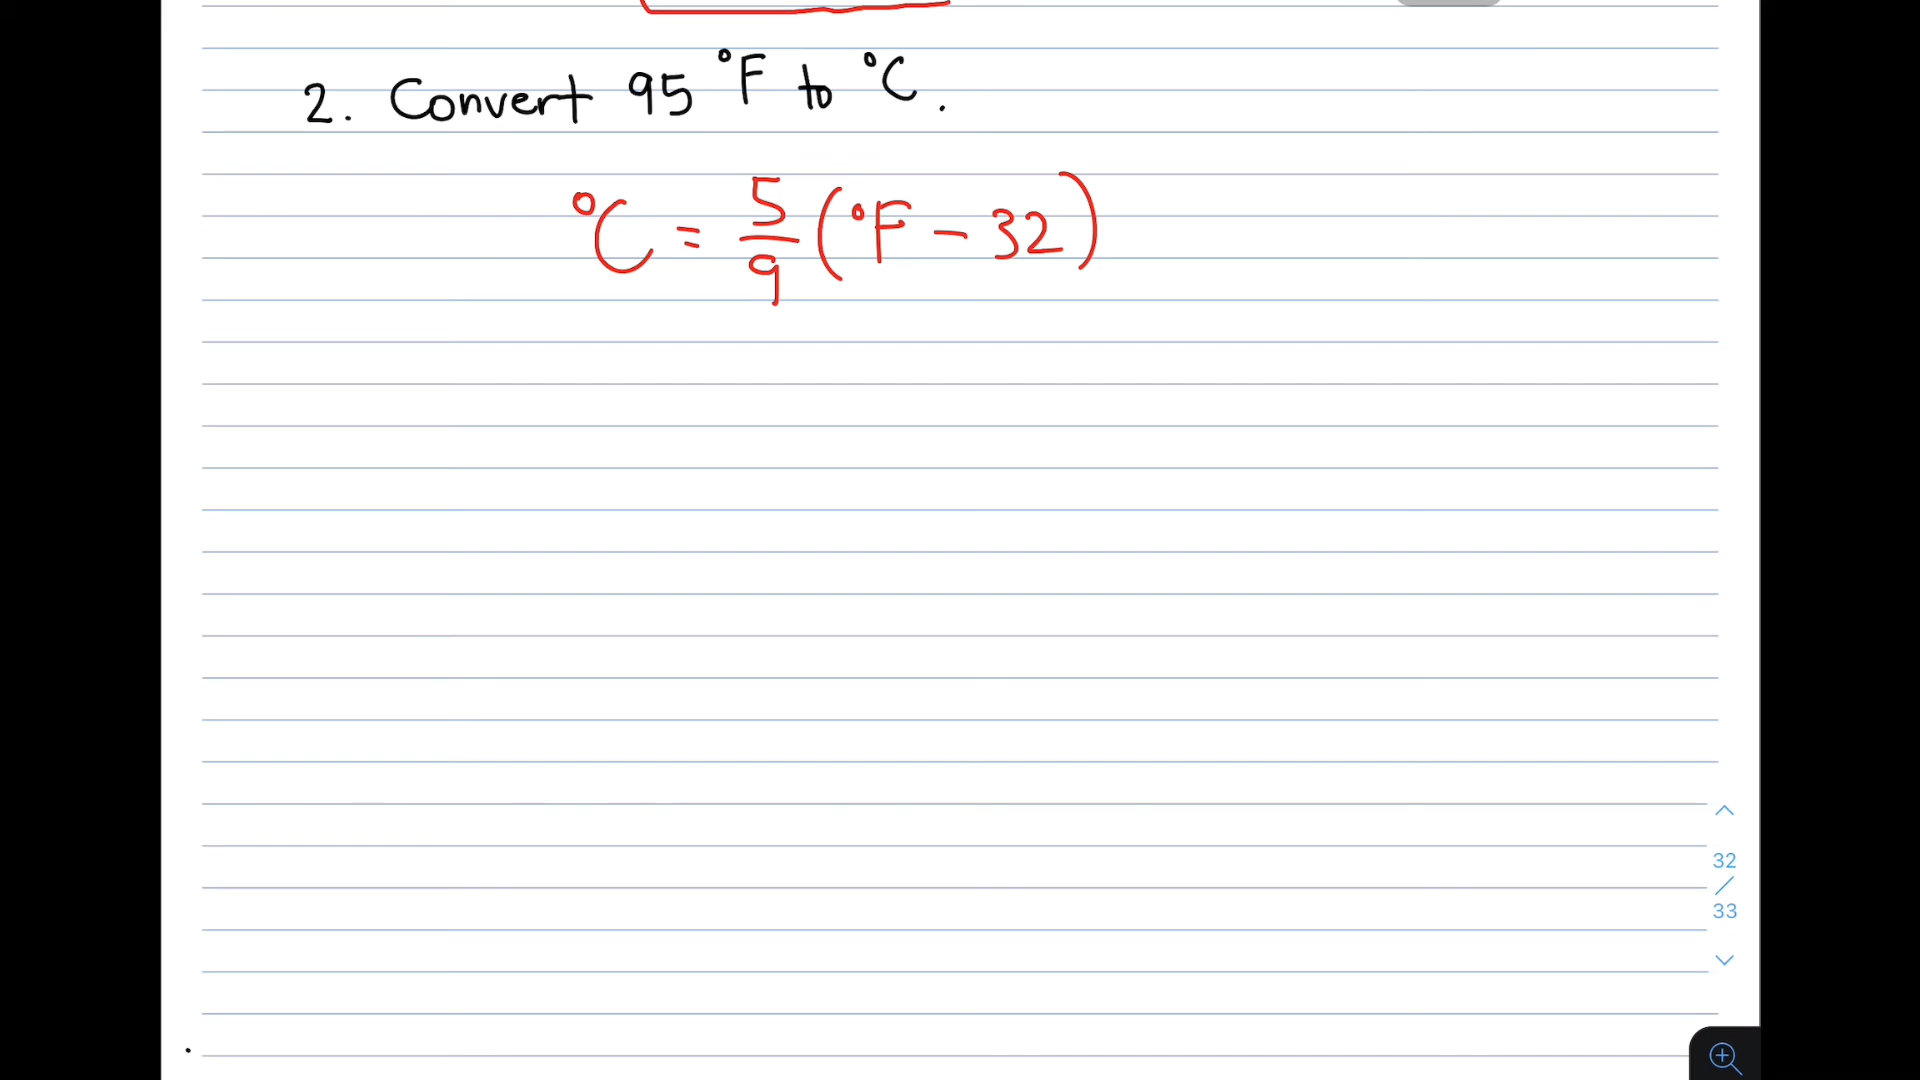 2. Convert 95 °F to °C.
°C = 5/9 (°F - 32)
32
/
33